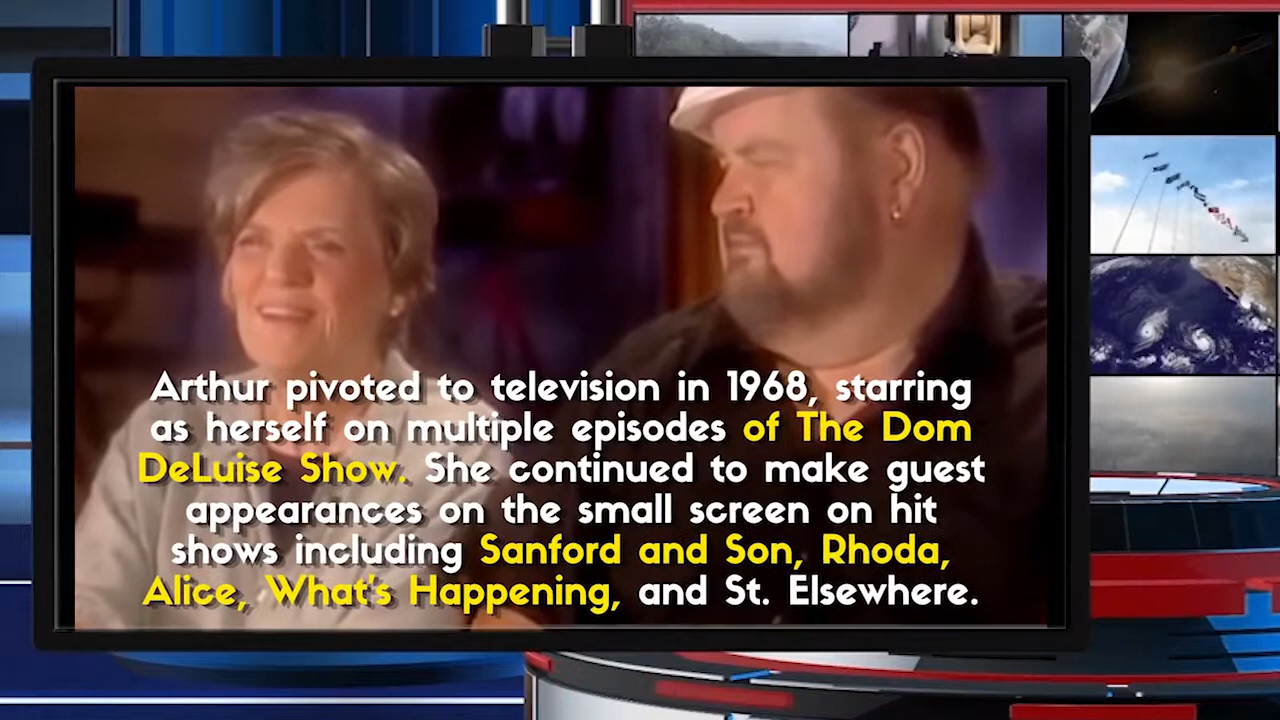 Arthur pivoted to television in 1968, starring
as herself on multiple episodes of The Dom
DeLuise Show. She continued to make guest
appearances on the small screen on hit
shows including Sanford and Son, Rhoda,
Alice, What's Happening, and St. Elsewhere.